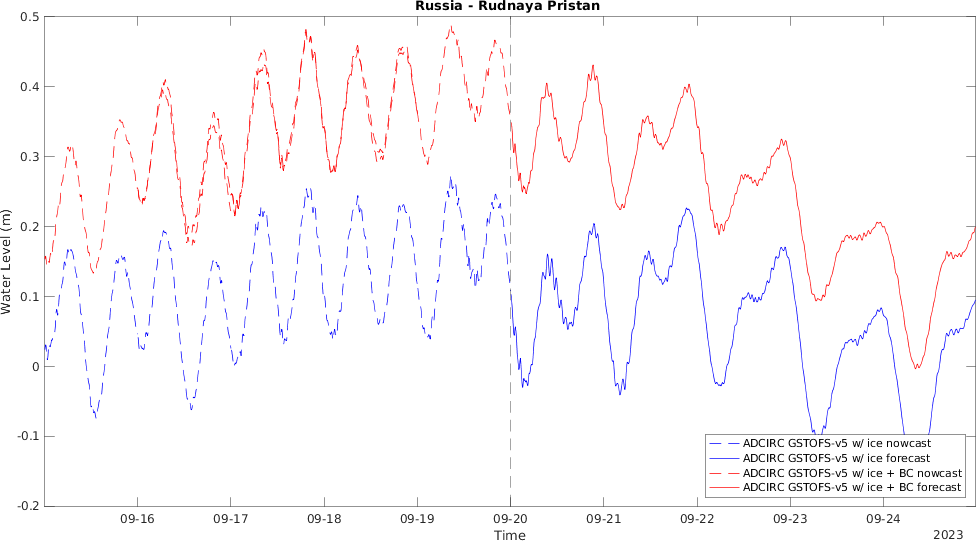 Russia - Rudnaya Pristan
0.5
0.4
0.3
0.2
0.1
0
-0.1
-0.2
Water Level (m)
ADCIRC GSTOFS-v5 w/ ice nowcast
ADCIRC GSTOFS-v5 w/ ice forecast
ADCIRC GSTOFS-v5 w/ ice + BC nowcast
ADCIRC GSTOFS-v5 w/ ice + BC forecast
09-16 09-17 09-18 09-19 09-20 09-21 09-22 09-23 09-24
Time
2023